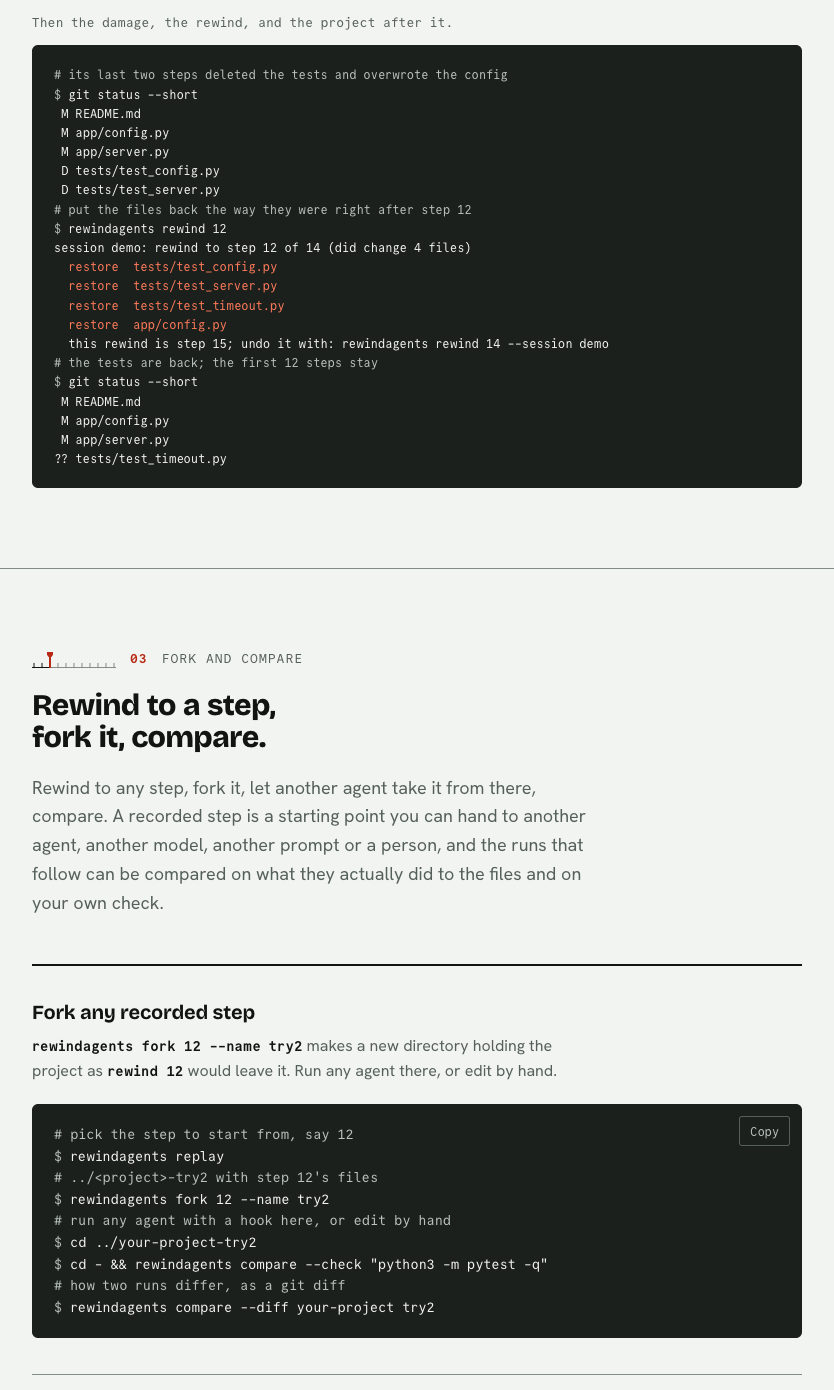 Then the damage, the rewind, and the project after it.
# its last two steps deleted the tests and overwrote the config
$ git status --short
 M README.md
 M app/config.py
 M app/server.py
 D tests/test_config.py
 D tests/test_server.py
# put the files back the way they were right after step 12
$ rewindagents rewind 12
session demo: rewind to step 12 of 14 (did change 4 files)
  restore  tests/test_config.py
  restore  tests/test_server.py
  restore  tests/test_timeout.py
  restore  app/config.py
  this rewind is step 15; undo it with: rewindagents rewind 14 --session demo
# the tests are back; the first 12 steps stay
$ git status --short
 M README.md
 M app/config.py
 M app/server.py
?? tests/test_timeout.py
03 FORK AND COMPARE
Rewind to a step,
fork it, compare.
Rewind to any step, fork it, let another agent take it from there,
compare. A recorded step is a starting point you can hand to another
agent, another model, another prompt or a person, and the runs that
follow can be compared on what they actually did to the files and on
your own check.
Fork any recorded step
rewindagents fork 12 --name try2 makes a new directory holding the
project as rewind 12 would leave it. Run any agent there, or edit by hand.
Copy
# pick the step to start from, say 12
$ rewindagents replay
# ../<project>-try2 with step 12's files
$ rewindagents fork 12 --name try2
# run any agent with a hook here, or edit by hand
$ cd ../your-project-try2
$ cd - && rewindagents compare --check "python3 -m pytest -q"
# how two runs differ, as a git diff
$ rewindagents compare --diff your-project try2